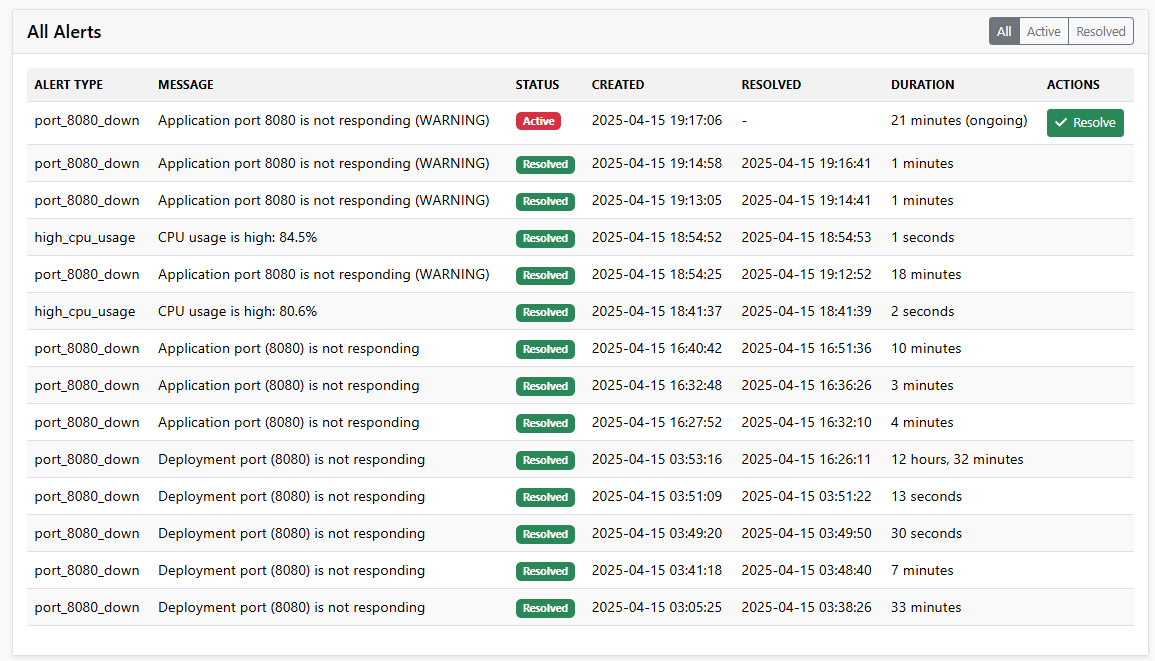 All Alerts
All Active Resolved
ALERT TYPE MESSAGE STATUS CREATED RESOLVED DURATION ACTIONS
port_8080_down Application port 8080 is not responding (WARNING) Active 2025-04-15 19:17:06 - 21 minutes (ongoing) Resolve
port_8080_down Application port 8080 is not responding (WARNING) Resolved 2025-04-15 19:14:58 2025-04-15 19:16:41 1 minutes
port_8080_down Application port 8080 is not responding (WARNING) Resolved 2025-04-15 19:13:05 2025-04-15 19:14:41 1 minutes
high_cpu_usage CPU usage is high: 84.5% Resolved 2025-04-15 18:54:52 2025-04-15 18:54:53 1 seconds
port_8080_down Application port 8080 is not responding (WARNING) Resolved 2025-04-15 18:54:25 2025-04-15 19:12:52 18 minutes
high_cpu_usage CPU usage is high: 80.6% Resolved 2025-04-15 18:41:37 2025-04-15 18:41:39 2 seconds
port_8080_down Application port (8080) is not responding Resolved 2025-04-15 16:40:42 2025-04-15 16:51:36 10 minutes
port_8080_down Application port (8080) is not responding Resolved 2025-04-15 16:32:48 2025-04-15 16:36:26 3 minutes
port_8080_down Application port (8080) is not responding Resolved 2025-04-15 16:27:52 2025-04-15 16:32:10 4 minutes
port_8080_down Deployment port (8080) is not responding Resolved 2025-04-15 03:53:16 2025-04-15 16:26:11 12 hours, 32 minutes
port_8080_down Deployment port (8080) is not responding Resolved 2025-04-15 03:51:09 2025-04-15 03:51:22 13 seconds
port_8080_down Deployment port (8080) is not responding Resolved 2025-04-15 03:49:20 2025-04-15 03:49:50 30 seconds
port_8080_down Deployment port (8080) is not responding Resolved 2025-04-15 03:41:18 2025-04-15 03:48:40 7 minutes
port_8080_down Deployment port (8080) is not responding Resolved 2025-04-15 03:05:25 2025-04-15 03:38:26 33 minutes